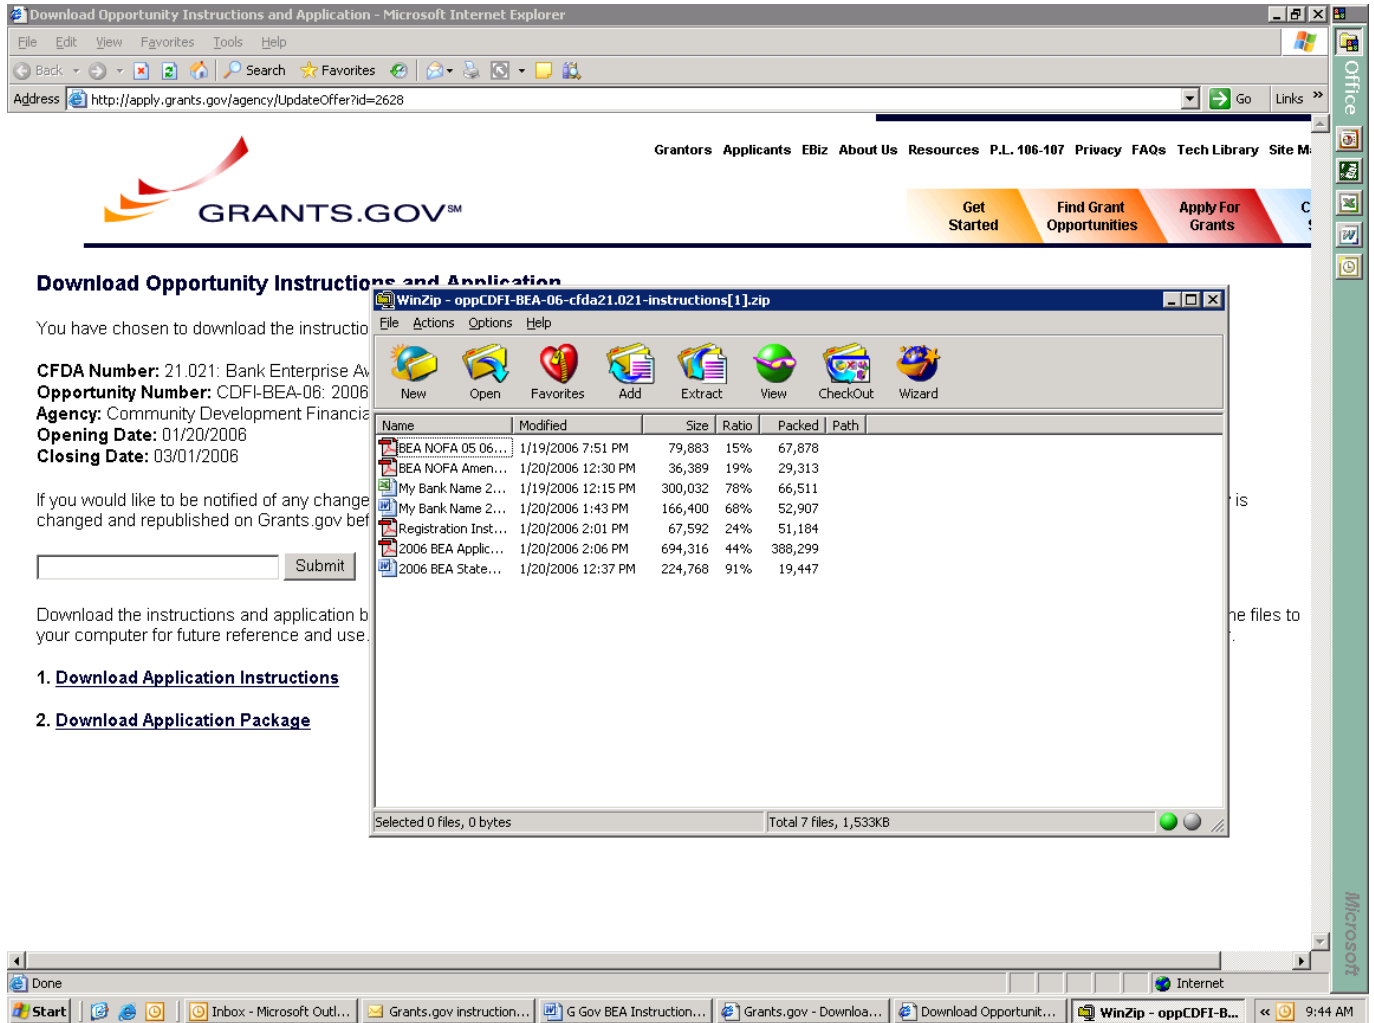 Download Opportunity Instructions and Application - Microsoft Internet Explorer
File Edit View Favorites Tools Help
Back Search Favorites
Address http://apply.grants.gov/agency/UpdateOffer?id=2628 Go Links »
Office
Grantors Applicants EBiz About Us Resources P.L. 106-107 Privacy FAQs Tech Library Site M
GRANTS.GOV℠
Get Started
Find Grant Opportunities
Apply For Grants
C
S
Download Opportunity Instructions and Application
You have chosen to download the instructio
CFDA Number: 21.021: Bank Enterprise Aw
Opportunity Number: CDFI-BEA-06: 2006
Agency: Community Development Financia
Opening Date: 01/20/2006
Closing Date: 03/01/2006
If you would like to be notified of any change r is
changed and republished on Grants.gov bef
Submit
Download the instructions and application b ne files to
your computer for future reference and use. .
1. Download Application Instructions
2. Download Application Package
WinZip - oppCDFI-BEA-06-cfda21.021-instructions[1].zip
File Actions Options Help
New Open Favorites Add Extract View CheckOut Wizard
Name Modified Size Ratio Packed Path
BEA NOFA 05 06... 1/19/2006 7:51 PM 79,883 15% 67,878
BEA NOFA Amen... 1/20/2006 12:30 PM 36,389 19% 29,313
My Bank Name 2... 1/19/2006 12:15 PM 300,032 78% 66,511
My Bank Name 2... 1/20/2006 1:43 PM 166,400 68% 52,907
Registration Inst... 1/20/2006 2:01 PM 67,592 24% 51,184
2006 BEA Applic... 1/20/2006 2:06 PM 694,316 44% 388,299
2006 BEA State... 1/20/2006 12:37 PM 224,768 91% 19,447
Selected 0 files, 0 bytes Total 7 files, 1,533KB
Microsoft
Done Internet
Start Inbox - Microsoft Outl... Grants.gov instruction... G Gov BEA Instruction... Grants.gov - Downloa... Download Opportunit... WinZip - oppCDFI-B... « 9:44 AM